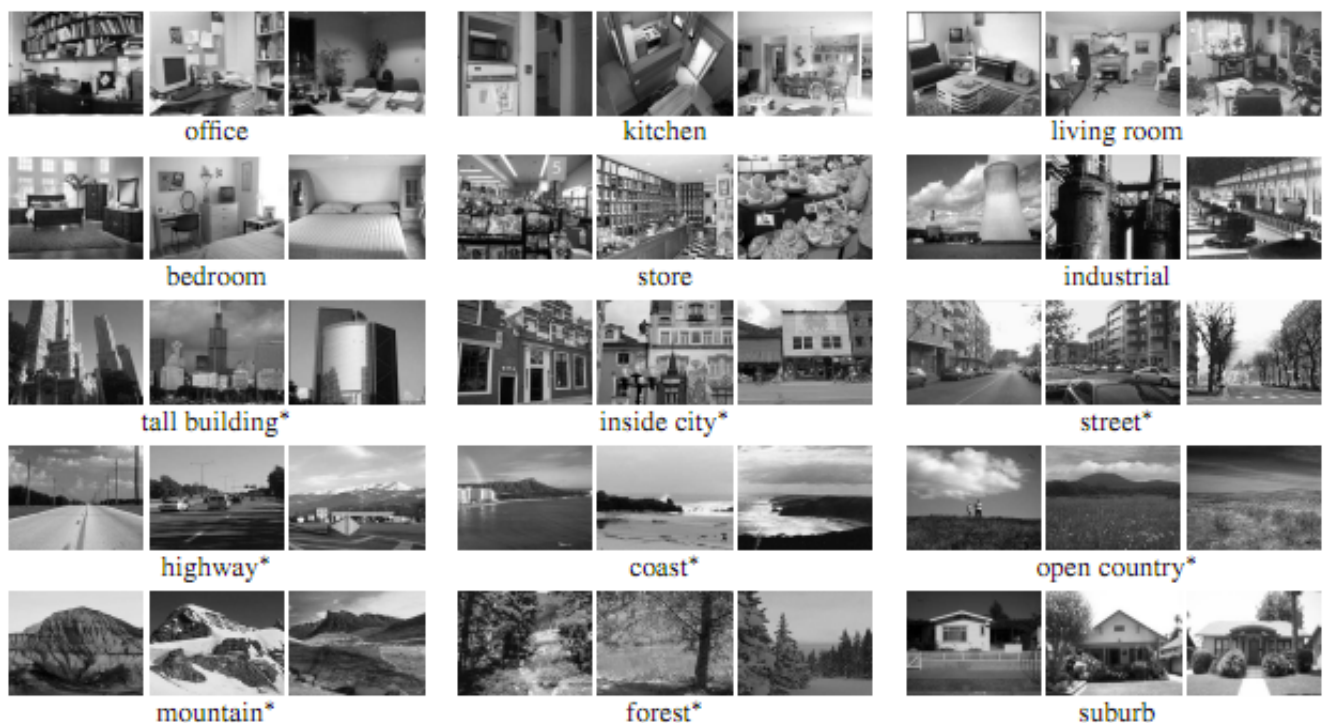 office
kitchen
living room
bedroom
store
5
industrial
tall building*
inside city*
street*
highway*
coast*
open country*
mountain*
forest*
suburb